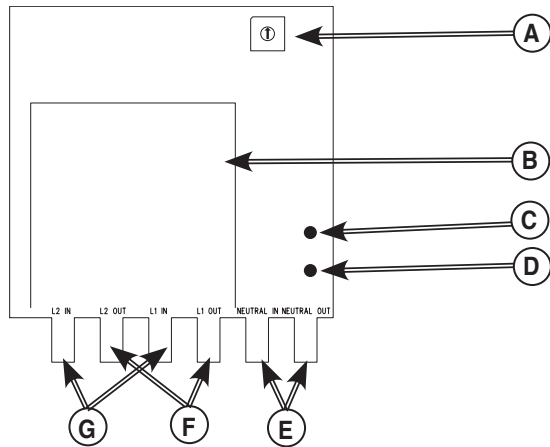 A
B
C
D
L2 IN L2 OUT L1 IN L1 OUT NEUTRAL IN NEUTRAL OUT
G F E